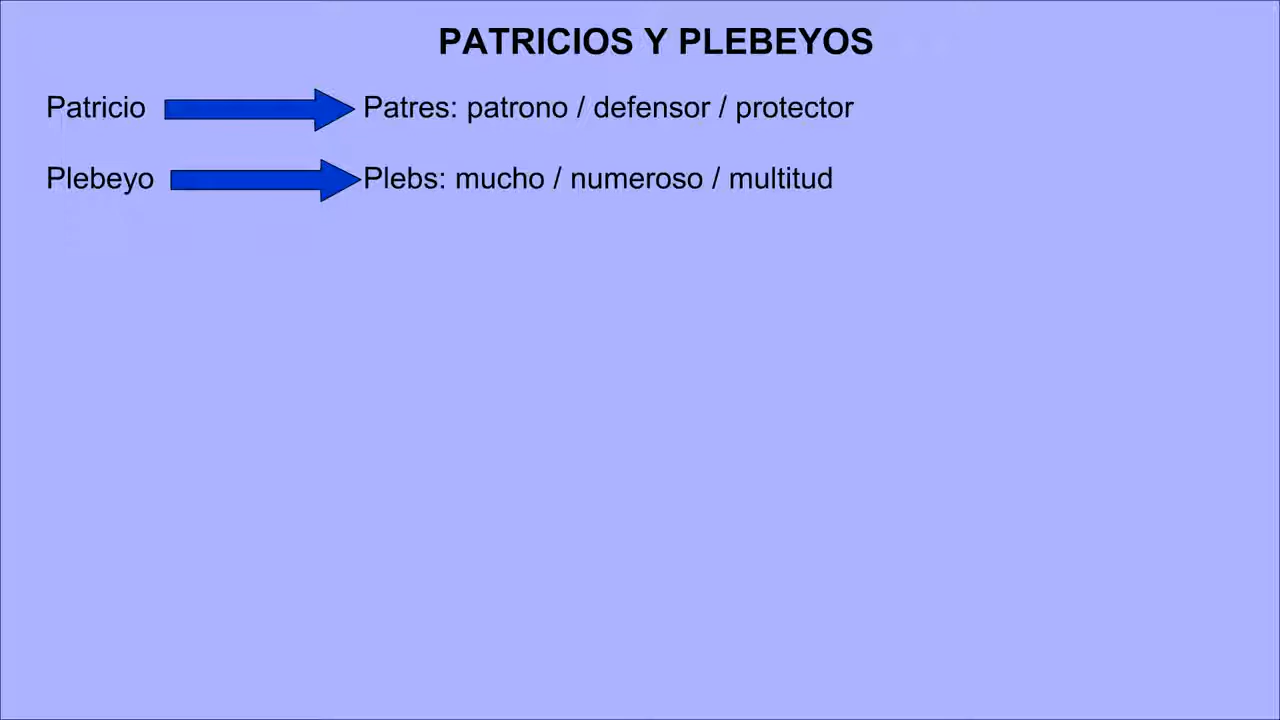 PATRICIOS Y PLEBEYOS
Patricio Patres: patrono / defensor / protector
Plebeyo Plebs: mucho / numeroso / multitud